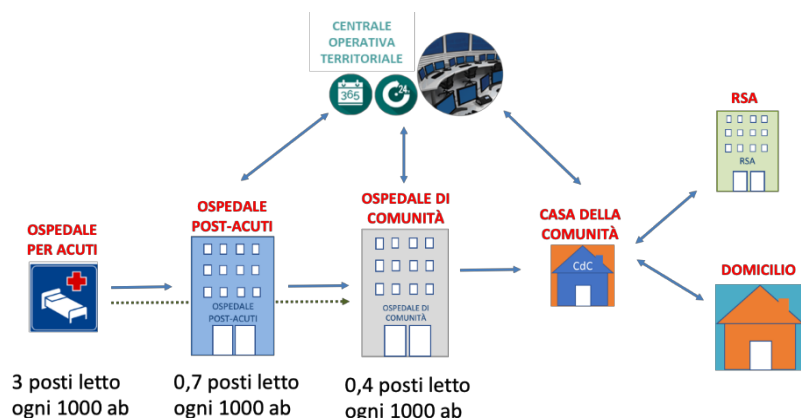 CENTRALE
OPERATIVA
TERRITORIALE
365
24
RSA
RSA
OSPEDALE
PER ACUTI
OSPEDALE
POST-ACUTI
OSPEDALE
POST-ACUTI
OSPEDALE DI
COMUNITÀ
OSPEDALE DI
COMUNITÀ
CASA DELLA
COMUNITÀ
CdC
DOMICILIO
3 posti letto
ogni 1000 ab
0,7 posti letto
ogni 1000 ab
0,4 posti letto
ogni 1000 ab